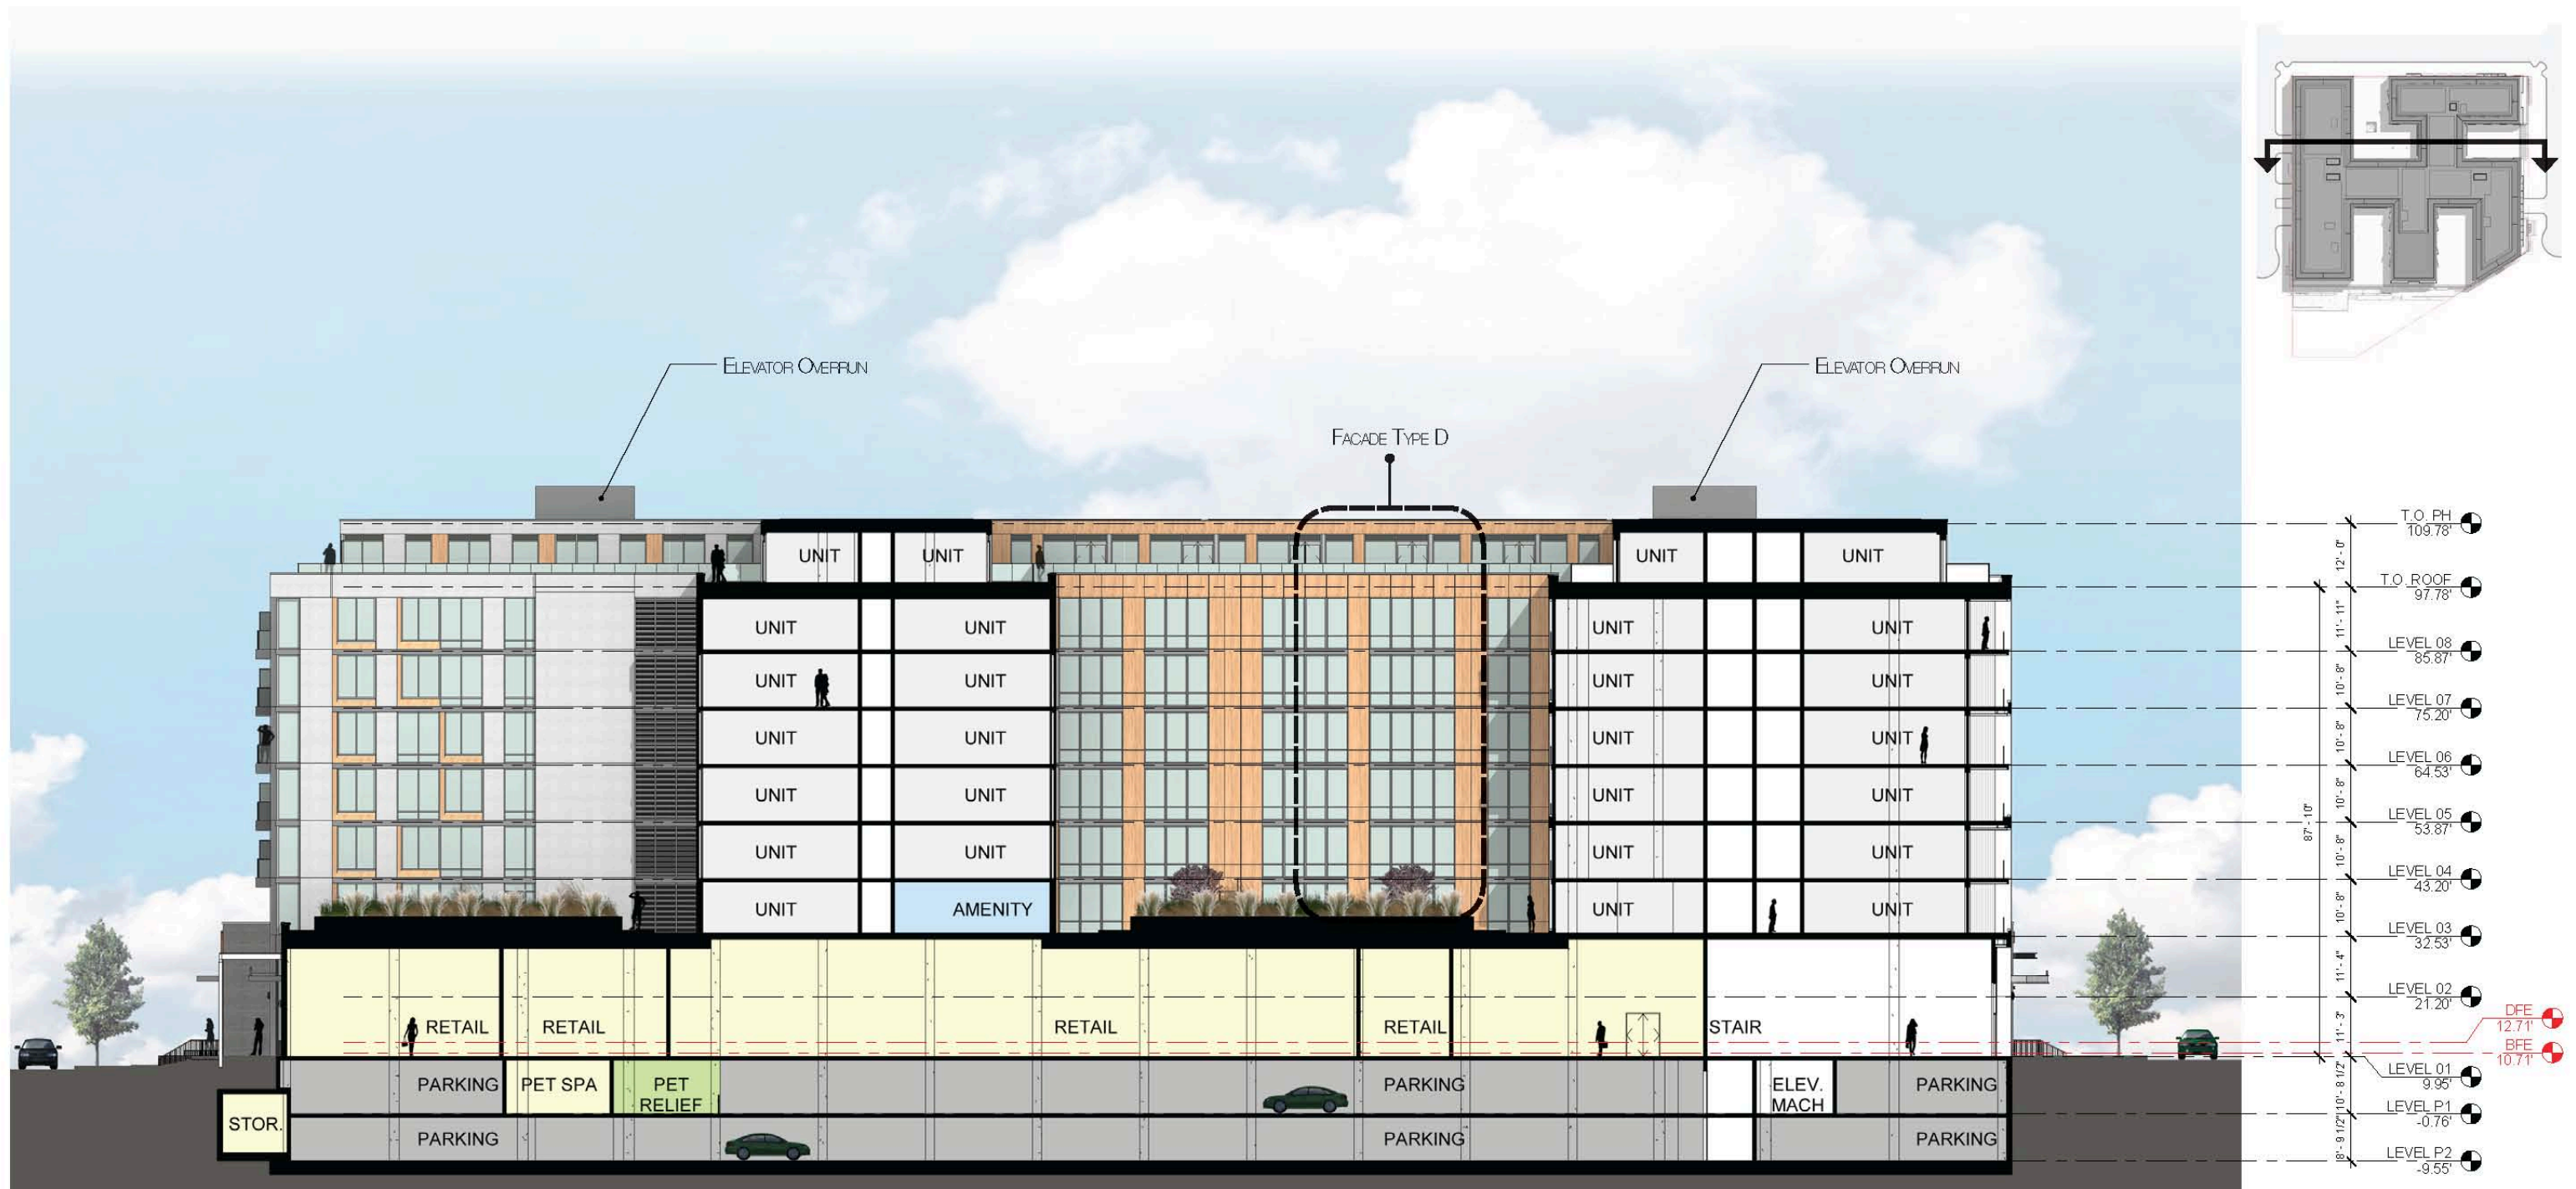 ELEVATOR OVERRUN
ELEVATOR OVERRUN
FACADE TYPE D
UNIT UNIT UNIT UNIT
UNIT UNIT UNIT UNIT
UNIT UNIT UNIT UNIT
UNIT UNIT UNIT UNIT
UNIT UNIT UNIT UNIT
UNIT UNIT UNIT UNIT
UNIT AMENITY UNIT UNIT
RETAIL RETAIL RETAIL RETAIL STAIR
PARKING PET SPA PET RELIEF PARKING ELEV. MACH PARKING
STOR.
PARKING PARKING PARKING
T.O. PH
109.78'
12'- 0"
T.O. ROOF
97.78'
11'- 11"
LEVEL 08
85.87'
10'- 8"
LEVEL 07
75.20'
10'- 8"
LEVEL 06
64.53'
10'- 8"
LEVEL 05
53.87'
87'- 10"
10'- 8"
LEVEL 04
43.20'
10'- 8"
LEVEL 03
32.53'
11'- 4"
LEVEL 02
21.20'
11'- 3"
DFE
12.71'
BFE
10.71'
LEVEL 01
9.95'
10'- 8 1/2"
LEVEL P1
-0.76'
8'- 9 1/2"
LEVEL P2
-9.55'